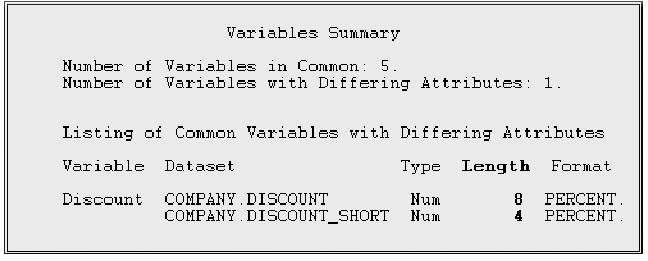 Variables Summary
Number of Variables in Common: 5.
Number of Variables with Differing Attributes: 1.
Listing of Common Variables with Differing Attributes
Variable Dataset Type Length Format
Discount COMPANY.DISCOUNT Num 8 PERCENT.
COMPANY.DISCOUNT_SHORT Num 4 PERCENT.